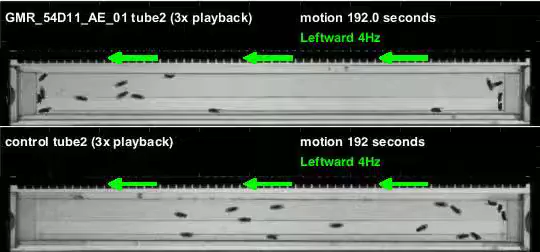 GMR_54D11_AE_01 tube2 (3x playback) motion 192.0 seconds
Leftward 4Hz
control tube2 (3x playback) motion 192 seconds
Leftward 4Hz